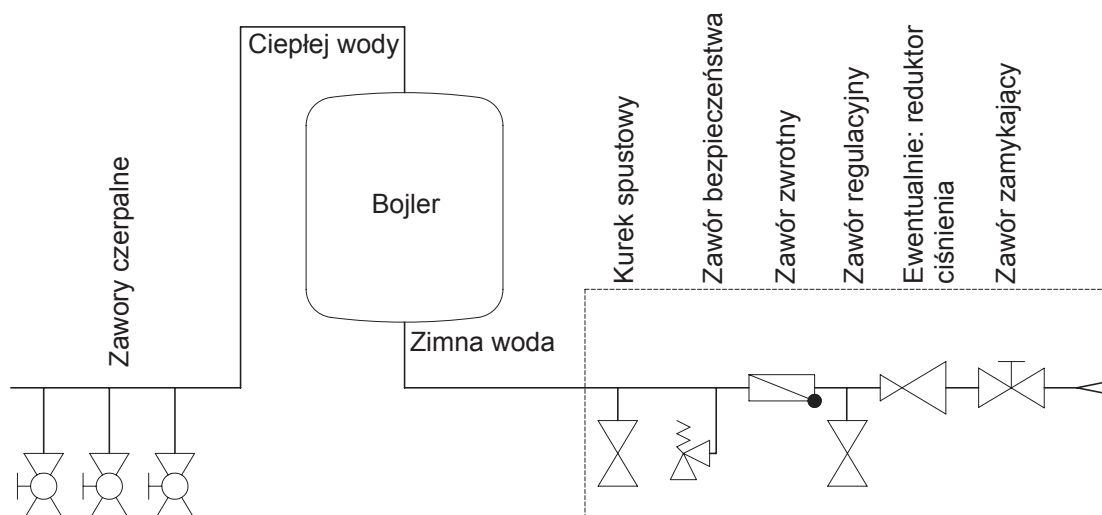 Ciepłej wody
Bojler
Zimna woda
Zawory czerpalne
Kurek spustowy
Zawór bezpieczeństwa
Zawór zwrotny
Zawór regulacyjny
Ewentualnie: reduktor
ciśnienia
Zawór zamykający